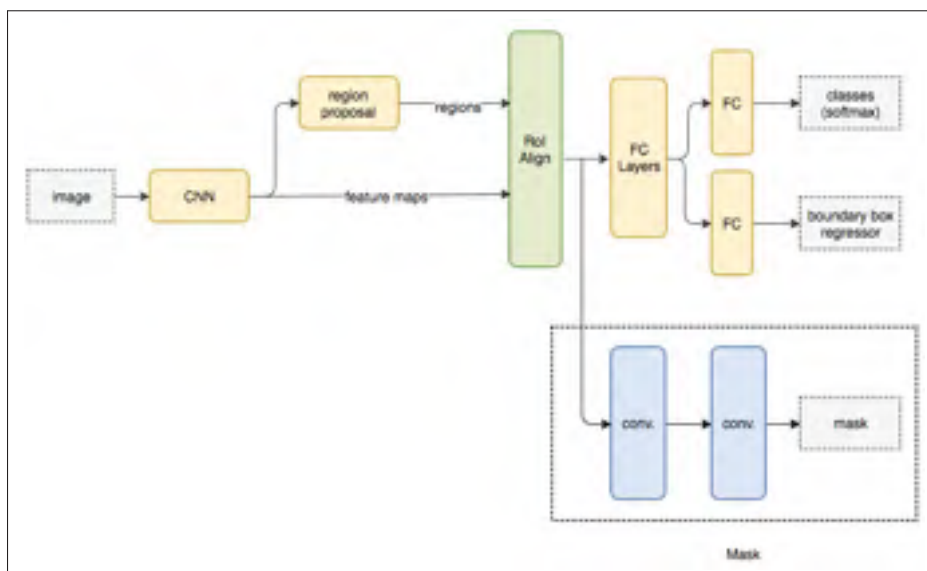 region
proposal
regions
RoI
Align
FC
Layers
FC
classes
(softmax)
image
CNN
feature maps
FC
boundary box
regressor
conv.
conv.
mask
Mask